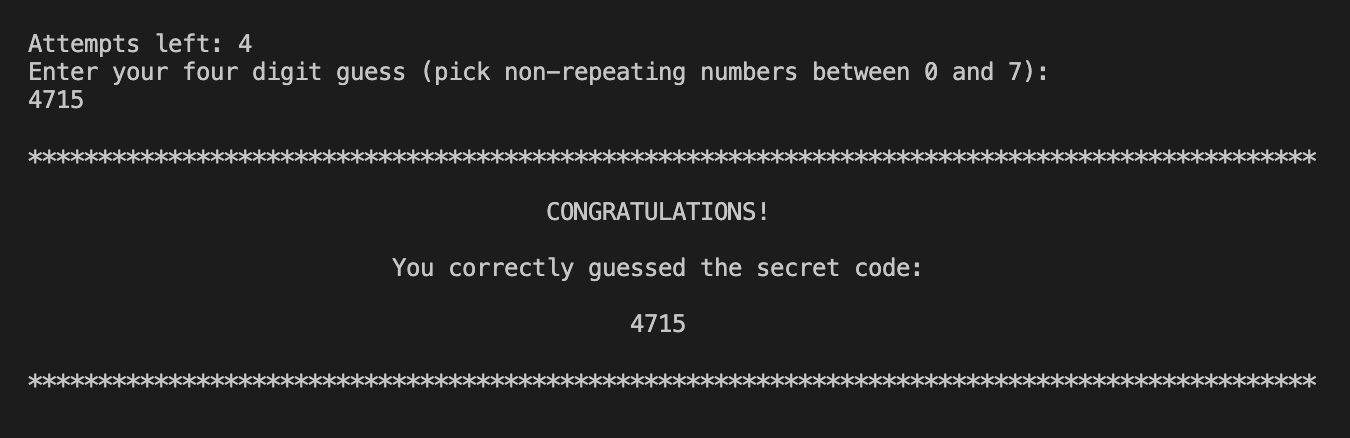 Attempts left: 4
Enter your four digit guess (pick non-repeating numbers between 0 and 7):
4715
********************************************************************************************
CONGRATULATIONS!
You correctly guessed the secret code:
4715
********************************************************************************************